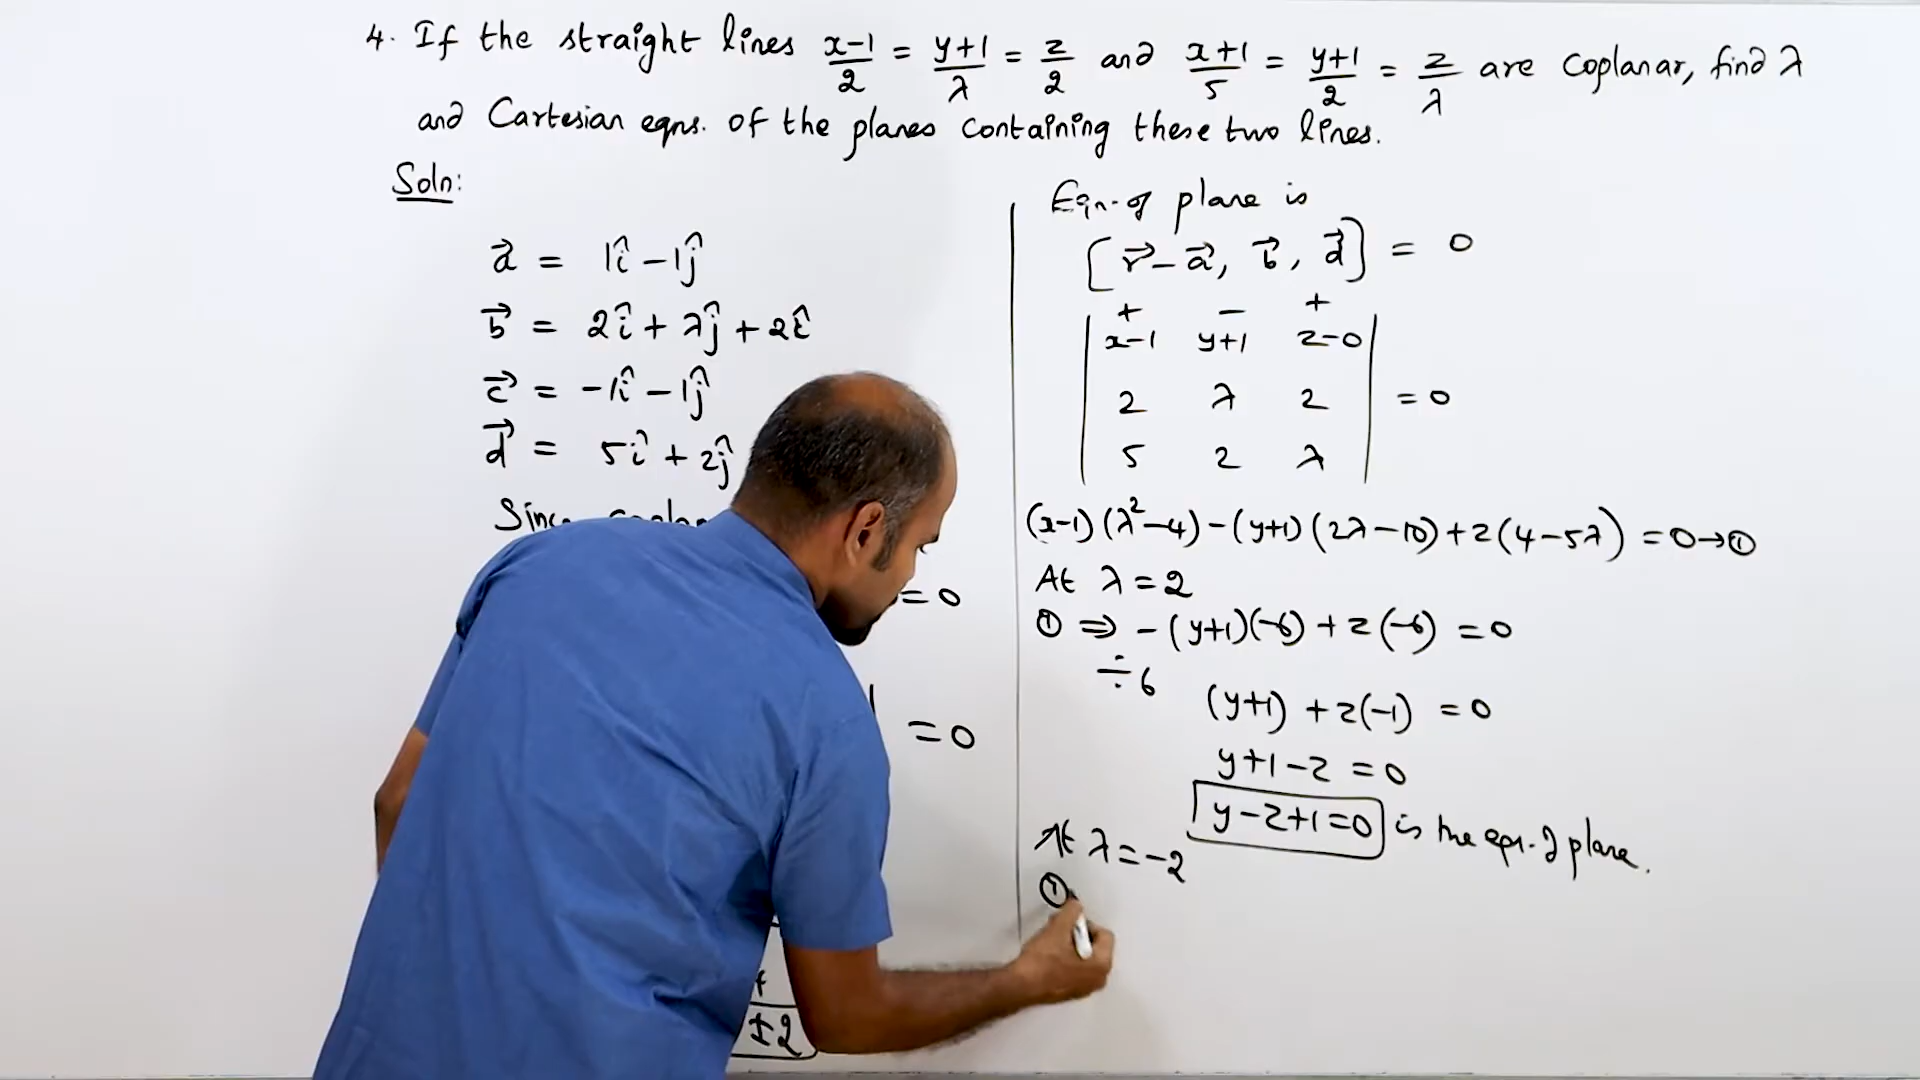 4. If the straight lines (x-1)/2 = (y+1)/λ = z/2 and (x+1)/5 = (y+1)/2 = z/λ are coplanar, find λ
and Cartesian eqns. of the planes containing these two lines.
Soln:
a⃗ = 1î - 1ĵ
b⃗ = 2î + λĵ + 2k̂
c⃗ = -1î - 1ĵ
d⃗ = 5î + 2ĵ
Since
= 0
= 0
±2
Eqn. of plane is
[r⃗ - a⃗, b⃗, d⃗] = 0
+ - +
| x-1 y+1 z-0 |
| 2 λ 2 | = 0
| 5 2 λ |
(x-1)(λ²-4) - (y+1)(2λ-10) + z(4-5λ) = 0 → ①
At λ = 2
① ⇒ -(y+1)(-6) + z(-6) = 0
÷6
(y+1) + z(-1) = 0
y+1-z = 0
y-z+1=0 is the eqn. of plane.
At λ = -2
①